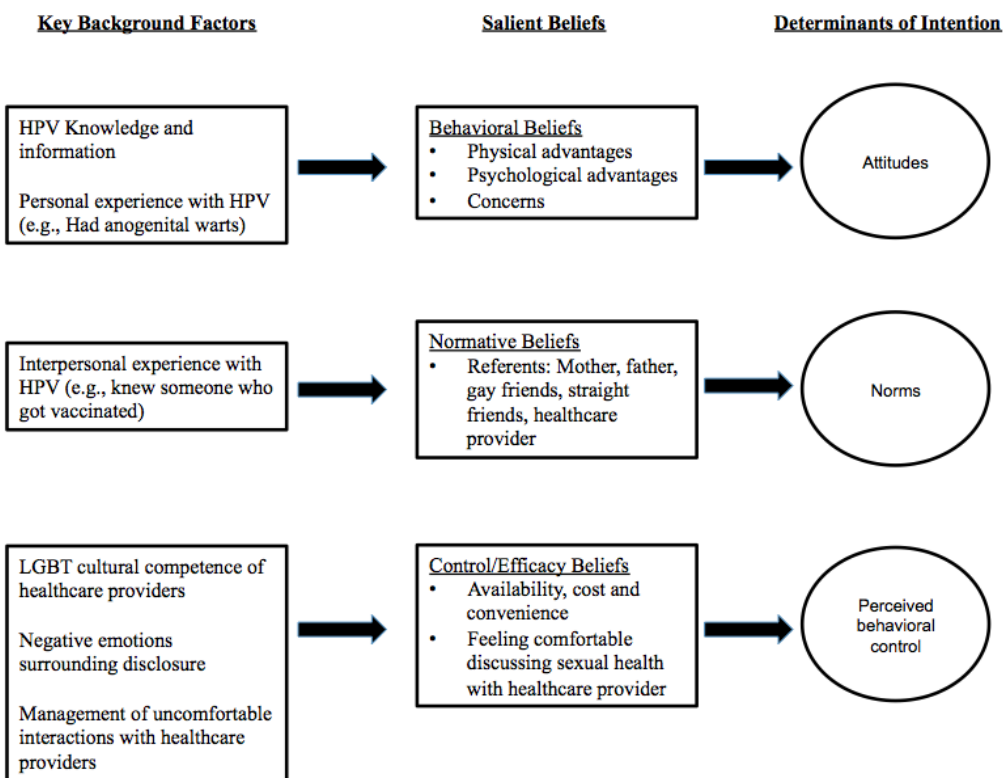 Key Background Factors
Salient Beliefs
Determinants of Intention
HPV Knowledge and
information
Personal experience with HPV
(e.g., Had anogenital warts)
Behavioral Beliefs
• Physical advantages
• Psychological advantages
• Concerns
Attitudes
Interpersonal experience with
HPV (e.g., knew someone who
got vaccinated)
Normative Beliefs
• Referents: Mother, father,
gay friends, straight
friends, healthcare
provider
Norms
LGBT cultural competence of
healthcare providers
Negative emotions
surrounding disclosure
Management of uncomfortable
interactions with healthcare
providers
Control/Efficacy Beliefs
• Availability, cost and
convenience
• Feeling comfortable
discussing sexual health
with healthcare provider
Perceived
behavioral
control